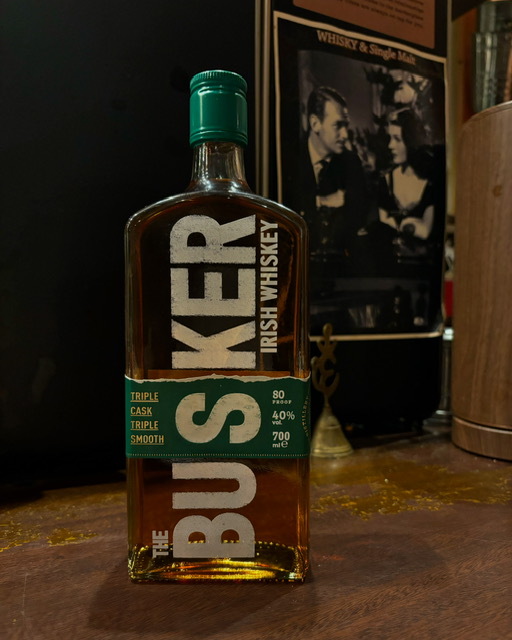 WHISKY & Single Malt
THE BUSKER
IRISH WHISKEY
TRIPLE
CASK
TRIPLE
SMOOTH
80
PROOF
40%
vol.
700
ml e